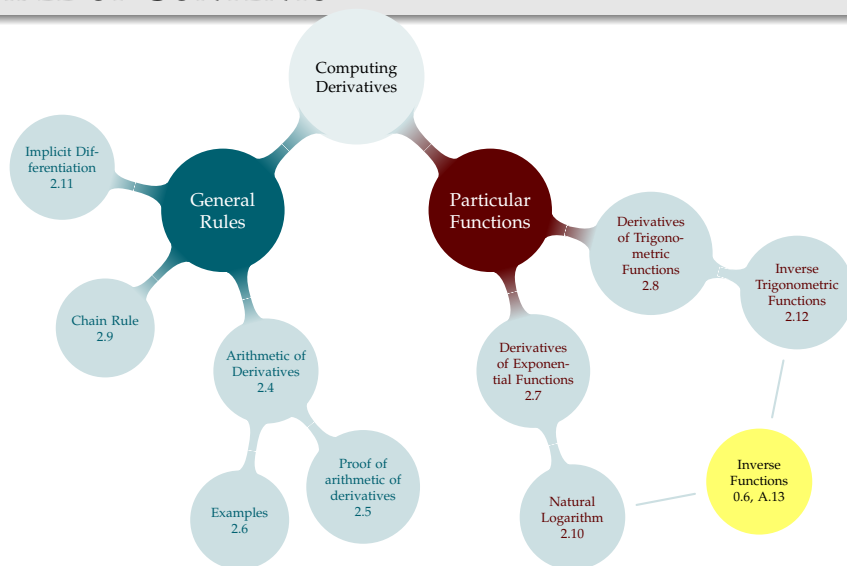 Computing
Derivatives
General
Rules
Implicit Dif-
ferentiation
2.11
Chain Rule
2.9
Arithmetic of
Derivatives
2.4
Examples
2.6
Proof of
arithmetic of
derivatives
2.5
Particular
Functions
Derivatives
of Trigono-
metric
Functions
2.8
Inverse
Trigonometric
Functions
2.12
Derivatives
of Exponen-
tial Functions
2.7
Natural
Logarithm
2.10
Inverse
Functions
0.6, A.13